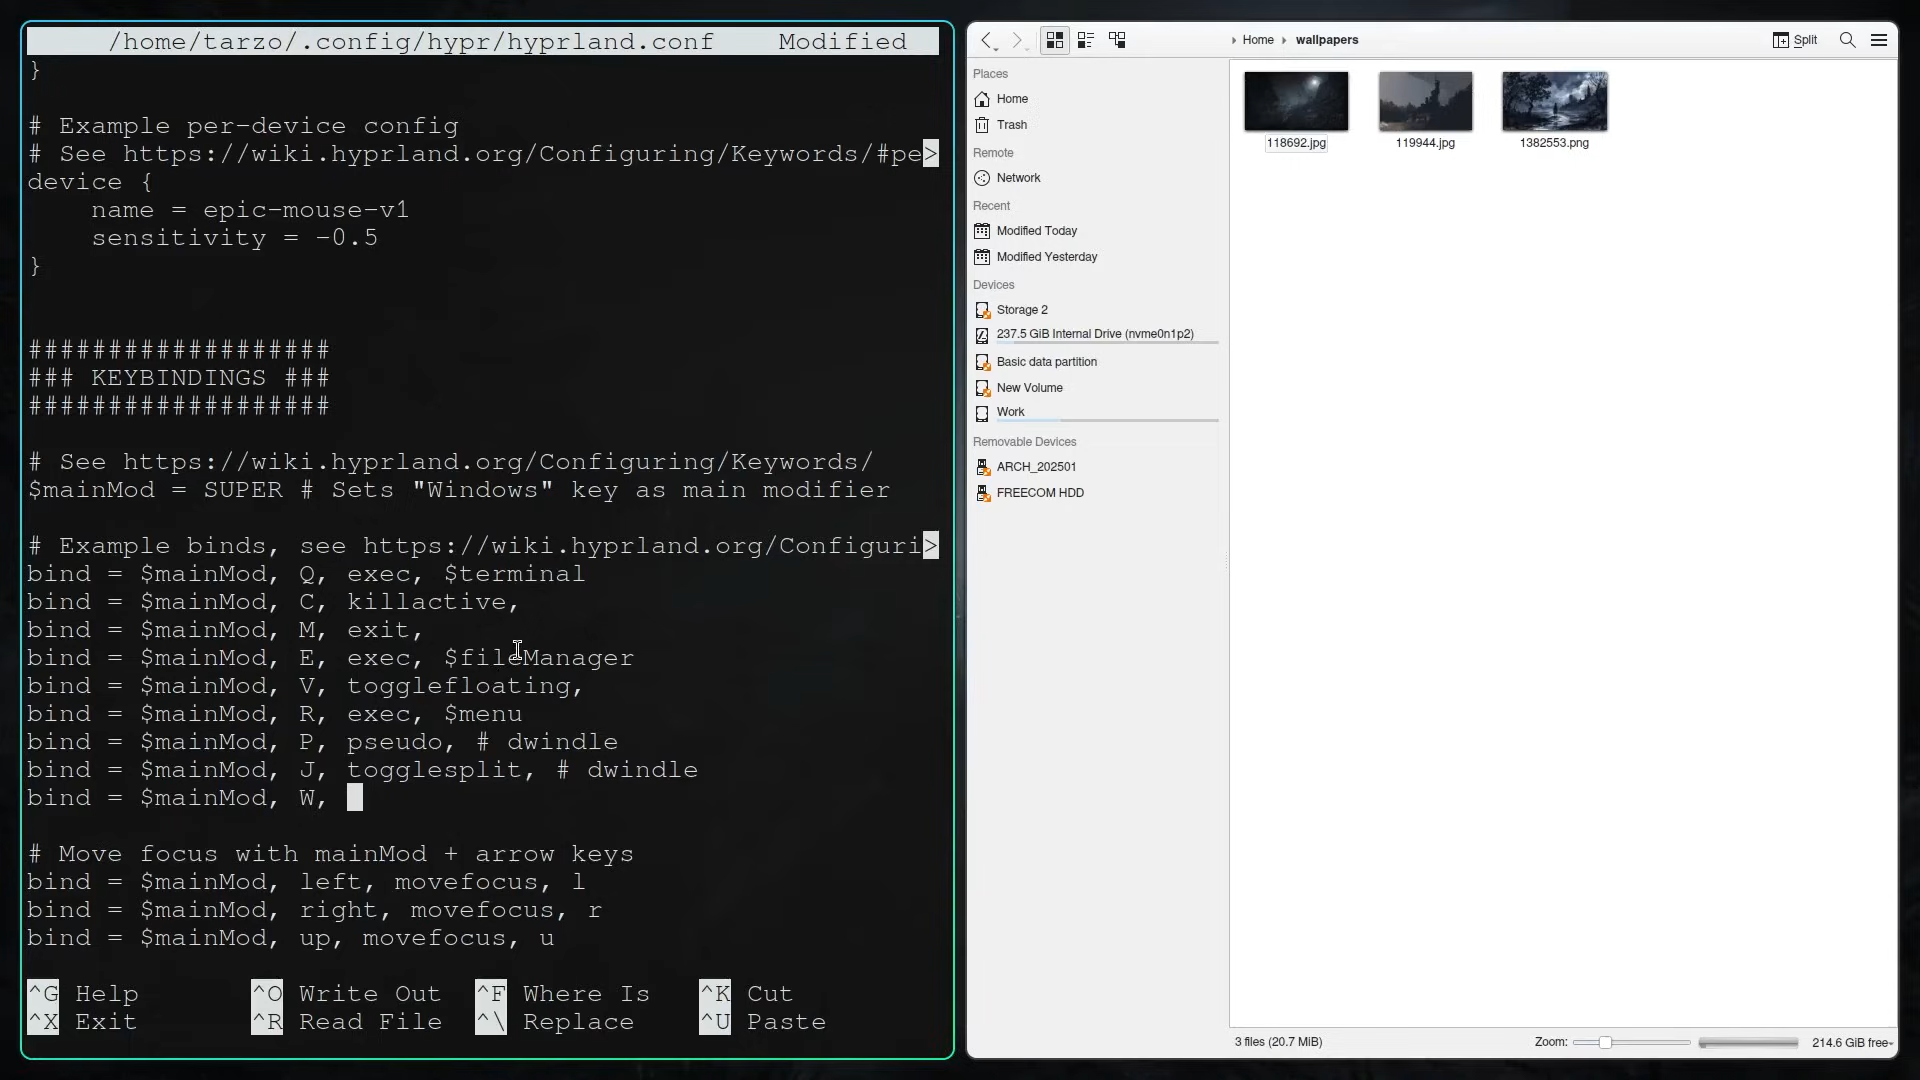 /home/tarzo/.config/hypr/hyprland.conf Modified
}
# Example per-device config
# See https://wiki.hyprland.org/Configuring/Keywords/#pe>
device {
name = epic-mouse-v1
sensitivity = -0.5
}
###################
### KEYBINDINGS ###
###################
# See https://wiki.hyprland.org/Configuring/Keywords/
$mainMod = SUPER # Sets "Windows" key as main modifier
# Example binds, see https://wiki.hyprland.org/Configuri>
bind = $mainMod, Q, exec, $terminal
bind = $mainMod, C, killactive,
bind = $mainMod, M, exit,
bind = $mainMod, E, exec, $fileManager
bind = $mainMod, V, togglefloating,
bind = $mainMod, R, exec, $menu
bind = $mainMod, P, pseudo, # dwindle
bind = $mainMod, J, togglesplit, # dwindle
bind = $mainMod, W,
# Move focus with mainMod + arrow keys
bind = $mainMod, left, movefocus, l
bind = $mainMod, right, movefocus, r
bind = $mainMod, up, movefocus, u
^G Help ^O Write Out ^F Where Is ^K Cut
^X Exit ^R Read File ^\ Replace ^U Paste
Home wallpapers Split
Places
Home
Trash
Remote
Network
Recent
Modified Today
Modified Yesterday
Devices
Storage 2
237.5 GiB Internal Drive (nvme0n1p2)
Basic data partition
New Volume
Work
Removable Devices
ARCH_202501
FREECOM HDD
118692.jpg 119944.jpg 1382553.png
3 files (20.7 MiB) Zoom: 214.6 GiB free